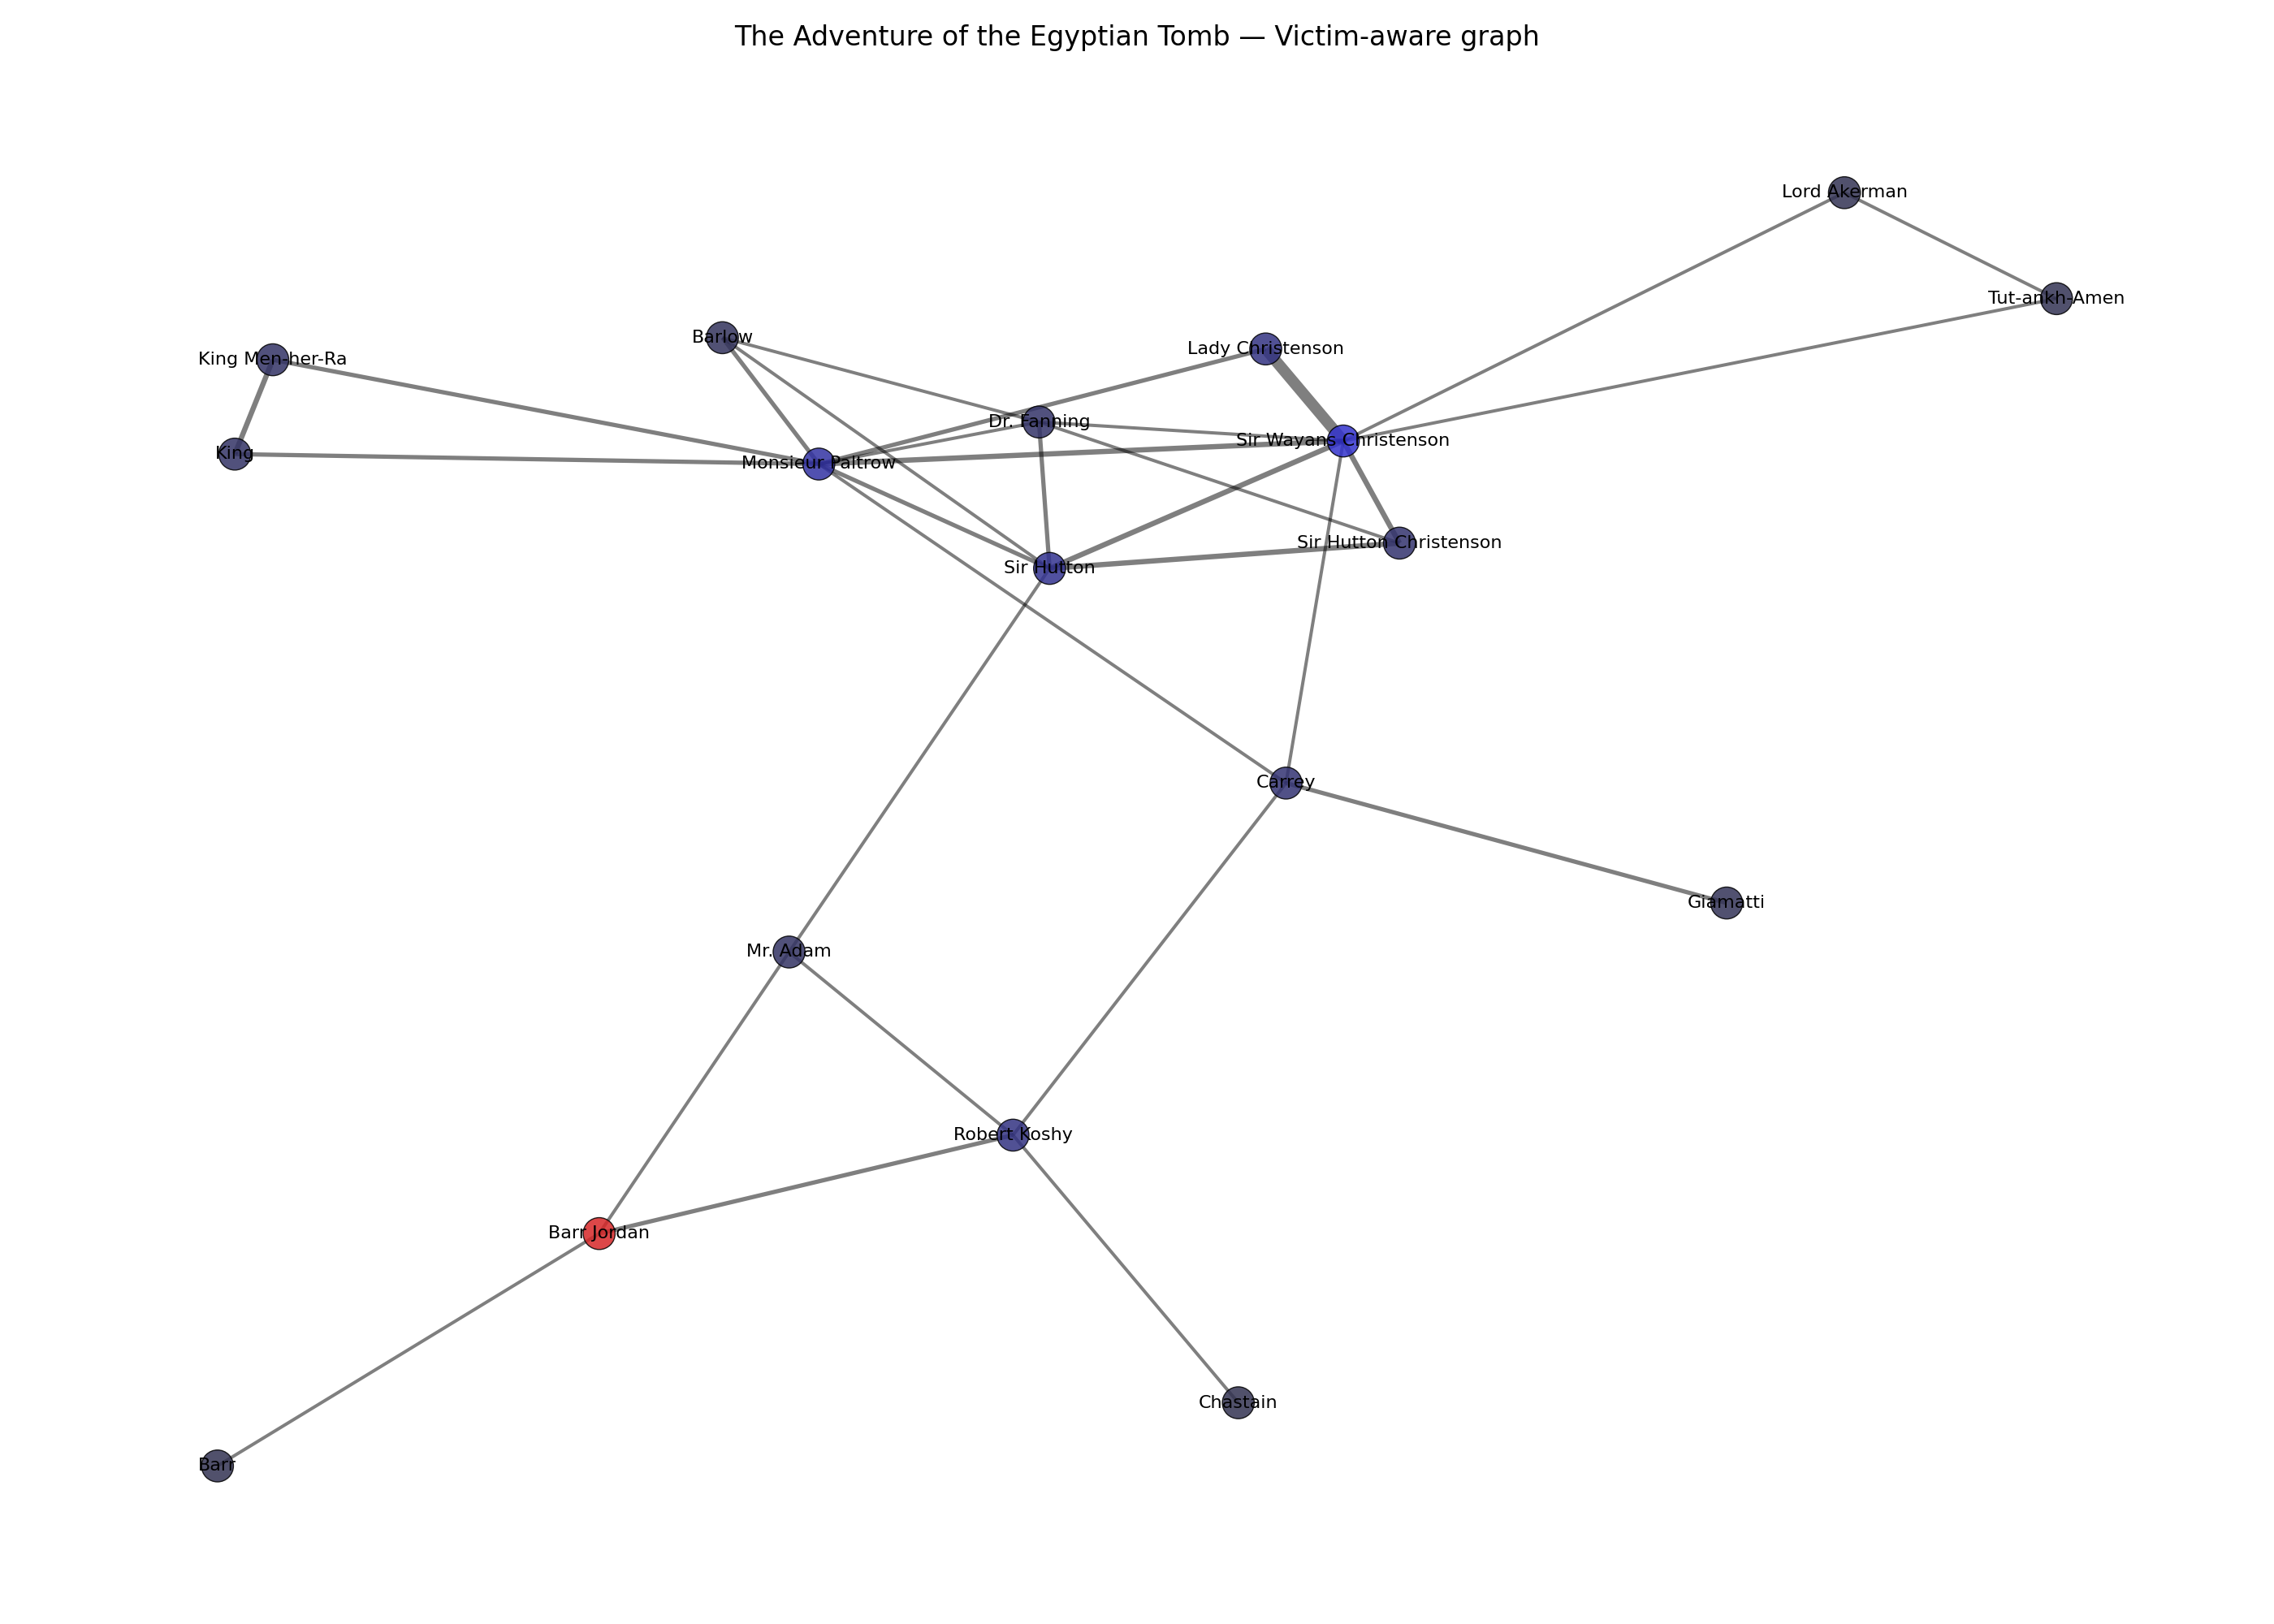 The Adventure of the Egyptian Tomb — Victim-aware graph
Lord Akerman
Tut-ankh-Amen
Barlow
Lady Christenson
King Men-her-Ra
Dr. Fanning
Sir Wayans Christenson
King
Monsieur Paltrow
Sir Hutton Christenson
Sir Hutton
Carrey
Giamatti
Mr. Adam
Robert Koshy
Barr Jordan
Chastain
Barr